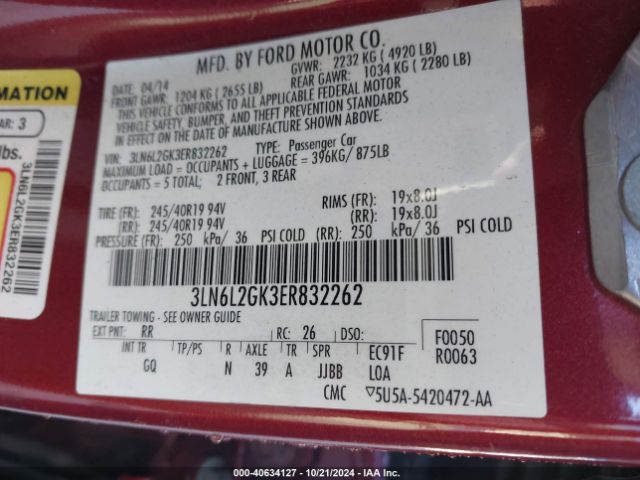 MFD. BY FORD MOTOR CO.
DATE: 04/14 GVWR: 2232 KG ( 4920 LB)
FRONT GAWR: 1204 KG ( 2655 LB) REAR GAWR: 1034 KG ( 2280 LB)
THIS VEHICLE CONFORMS TO ALL APPLICABLE FEDERAL MOTOR
VEHICLE SAFETY, BUMPER, AND THEFT PREVENTION STANDARDS
IN EFFECT ON THE DATE OF MANUFACTURE SHOWN ABOVE.
VIN: 3LN6L2GK3ER832262 TYPE: Passenger Car
MAXIMUM LOAD = OCCUPANTS + LUGGAGE = 396KG/ 875LB
OCCUPANTS = 5 TOTAL; 2 FRONT, 3 REAR
TIRE (FR): 245/40R19 94V RIMS (FR): 19x8.0J
(RR): 245/40R19 94V (RR): 19x8.0J
PRESSURE (FR): 250 kPa/ 36 PSI COLD (RR): 250 kPa/ 36 PSI COLD
3LN6L2GK3ER832262
TRAILER TOWING - SEE OWNER GUIDE
EXT PNT: RR RC: 26 DSO: F0050
INT TR TP/PS R AXLE TR SPR EC91F R0063
GQ N 39 A JJBB LOA
CMC ▽5U5A-5420472-AA
RMATION
AR: 3
lbs.
3LN6L2GK3ER832262
000-40634127 - 10/21/2024 - IAA Inc.